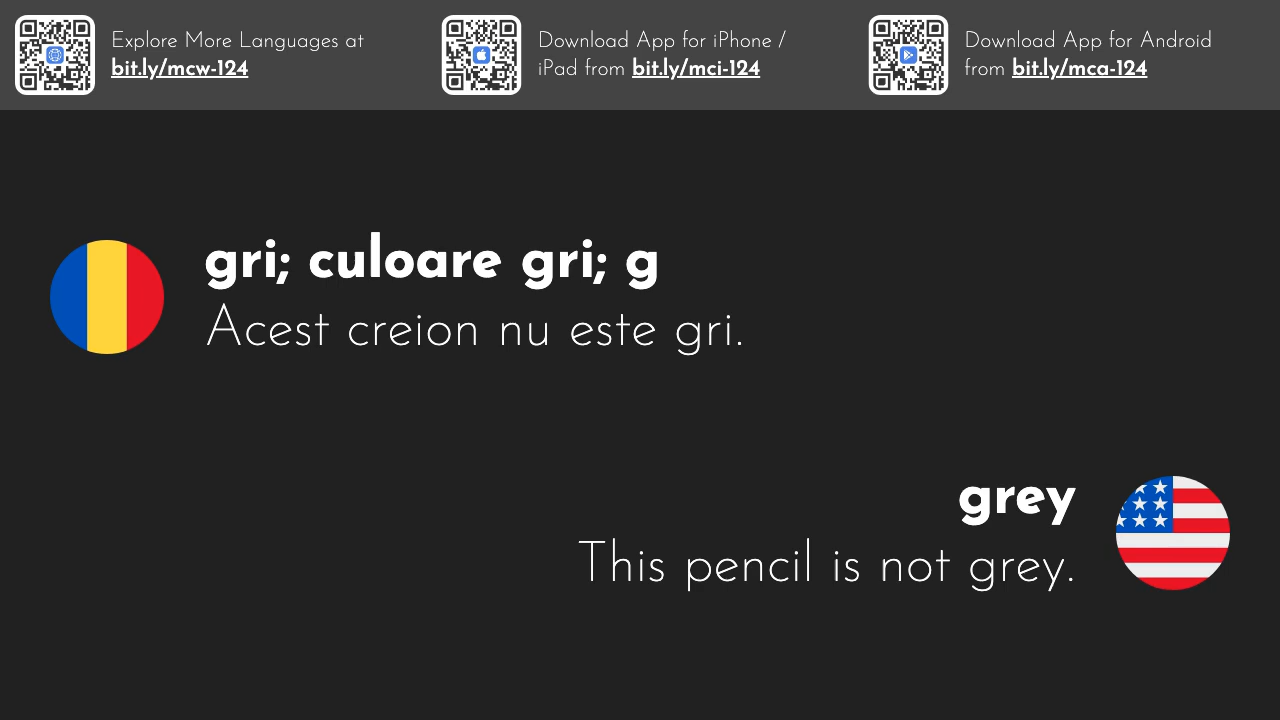 Explore More Languages at
bit.ly/mcw-124
Download App for iPhone /
iPad from bit.ly/mci-124
Download App for Android
from bit.ly/mca-124
gri; culoare gri; g
Acest creion nu este gri.
grey
This pencil is not grey.